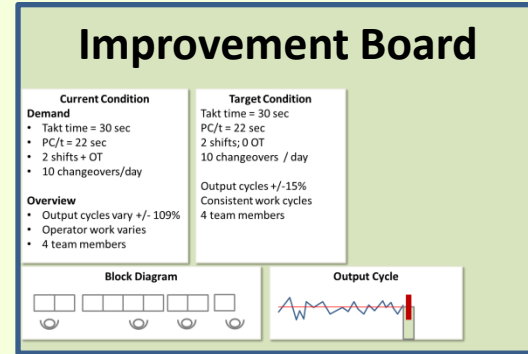 Improvement Board
Current Condition
Demand
• Takt time = 30 sec
• PC/t = 22 sec
• 2 shifts + OT
• 10 changeovers/day
Overview
• Output cycles vary +/- 109%
• Operator work varies
• 4 team members
Target Condition
Takt time = 30 sec
PC/t = 22 sec
2 shifts; 0 OT
10 changeovers / day
Output cycles +/-15%
Consistent work cycles
4 team members
Block Diagram
Output Cycle